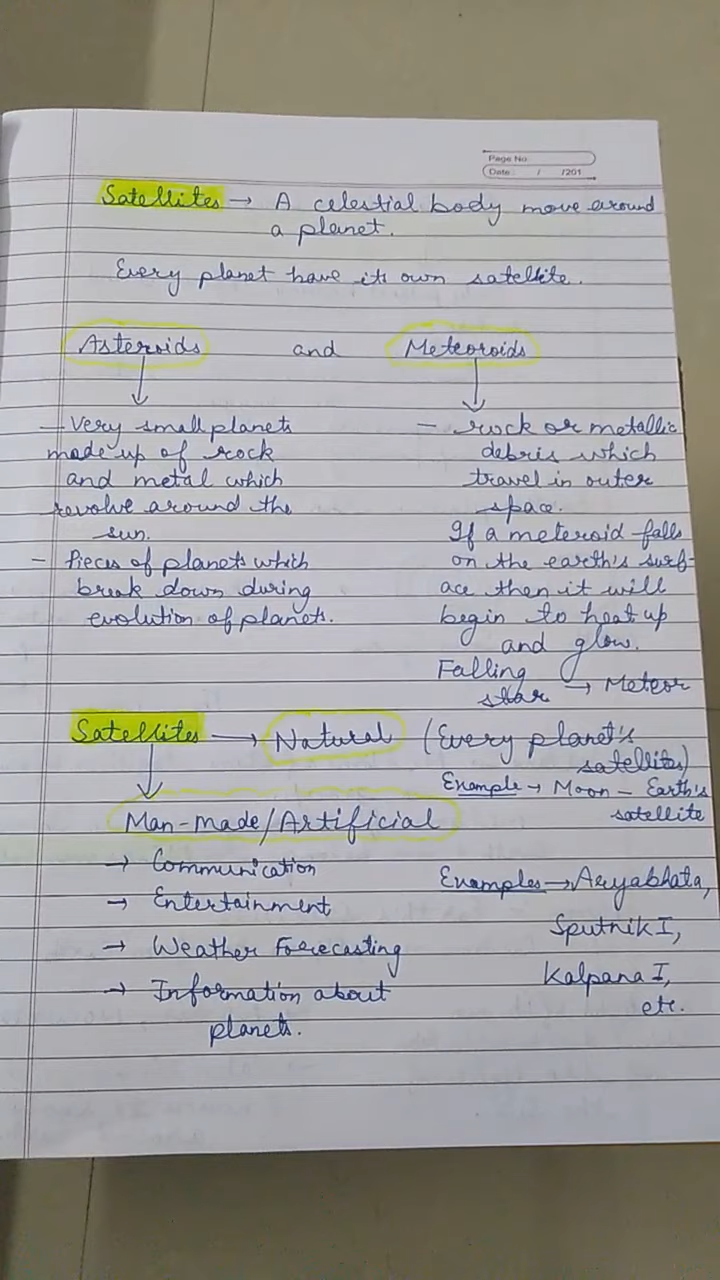 Page No.
Date: / /201
Satellites → A celestial body move around
a planet.
Every planet have its own satellite.
Asteroids and Meteoroids
- Very small planets
made up of rock
and metal which
revolve around the
sun.
- Pieces of planets which
break down during
evolution of planets.
- rock or metallic
debris which
travel in outer
space.
If a meteroid falls
on the earth's surf-
ace then it will
begin to heat up
and glow.
Falling
star → Meteor
Satellites → Natural (Every planet's
satellites)
Example → Moon - Earth's
satellite
Man-made/Artificial
→ Communication
→ Entertainment
→ Weather Forecasting
→ Information about
planets.
Examples → Aryabhata,
Sputnik I,
Kalpana I,
etc.